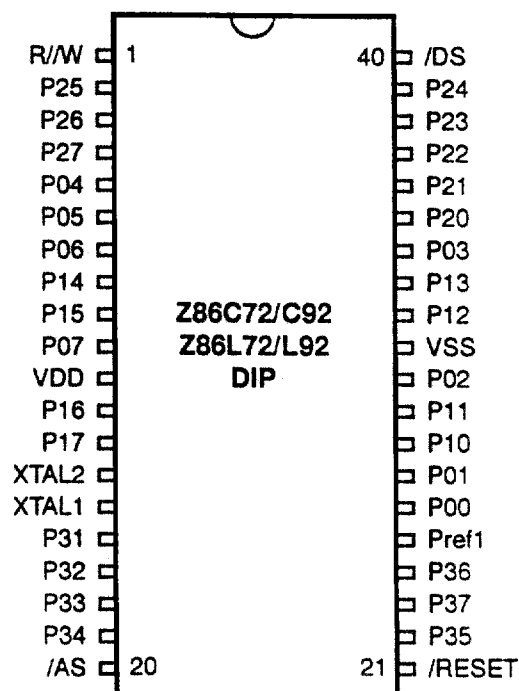 R//W 1 40 /DS
P25 P24
P26 P23
P27 P22
P04 P21
P05 P20
P06 P03
P14 P13
P15 Z86C72/C92 P12
P07 Z86L72/L92 VSS
VDD DIP P02
P16 P11
P17 P10
XTAL2 P01
XTAL1 P00
P31 Pref1
P32 P36
P33 P37
P34 P35
/AS 20 21 /RESET